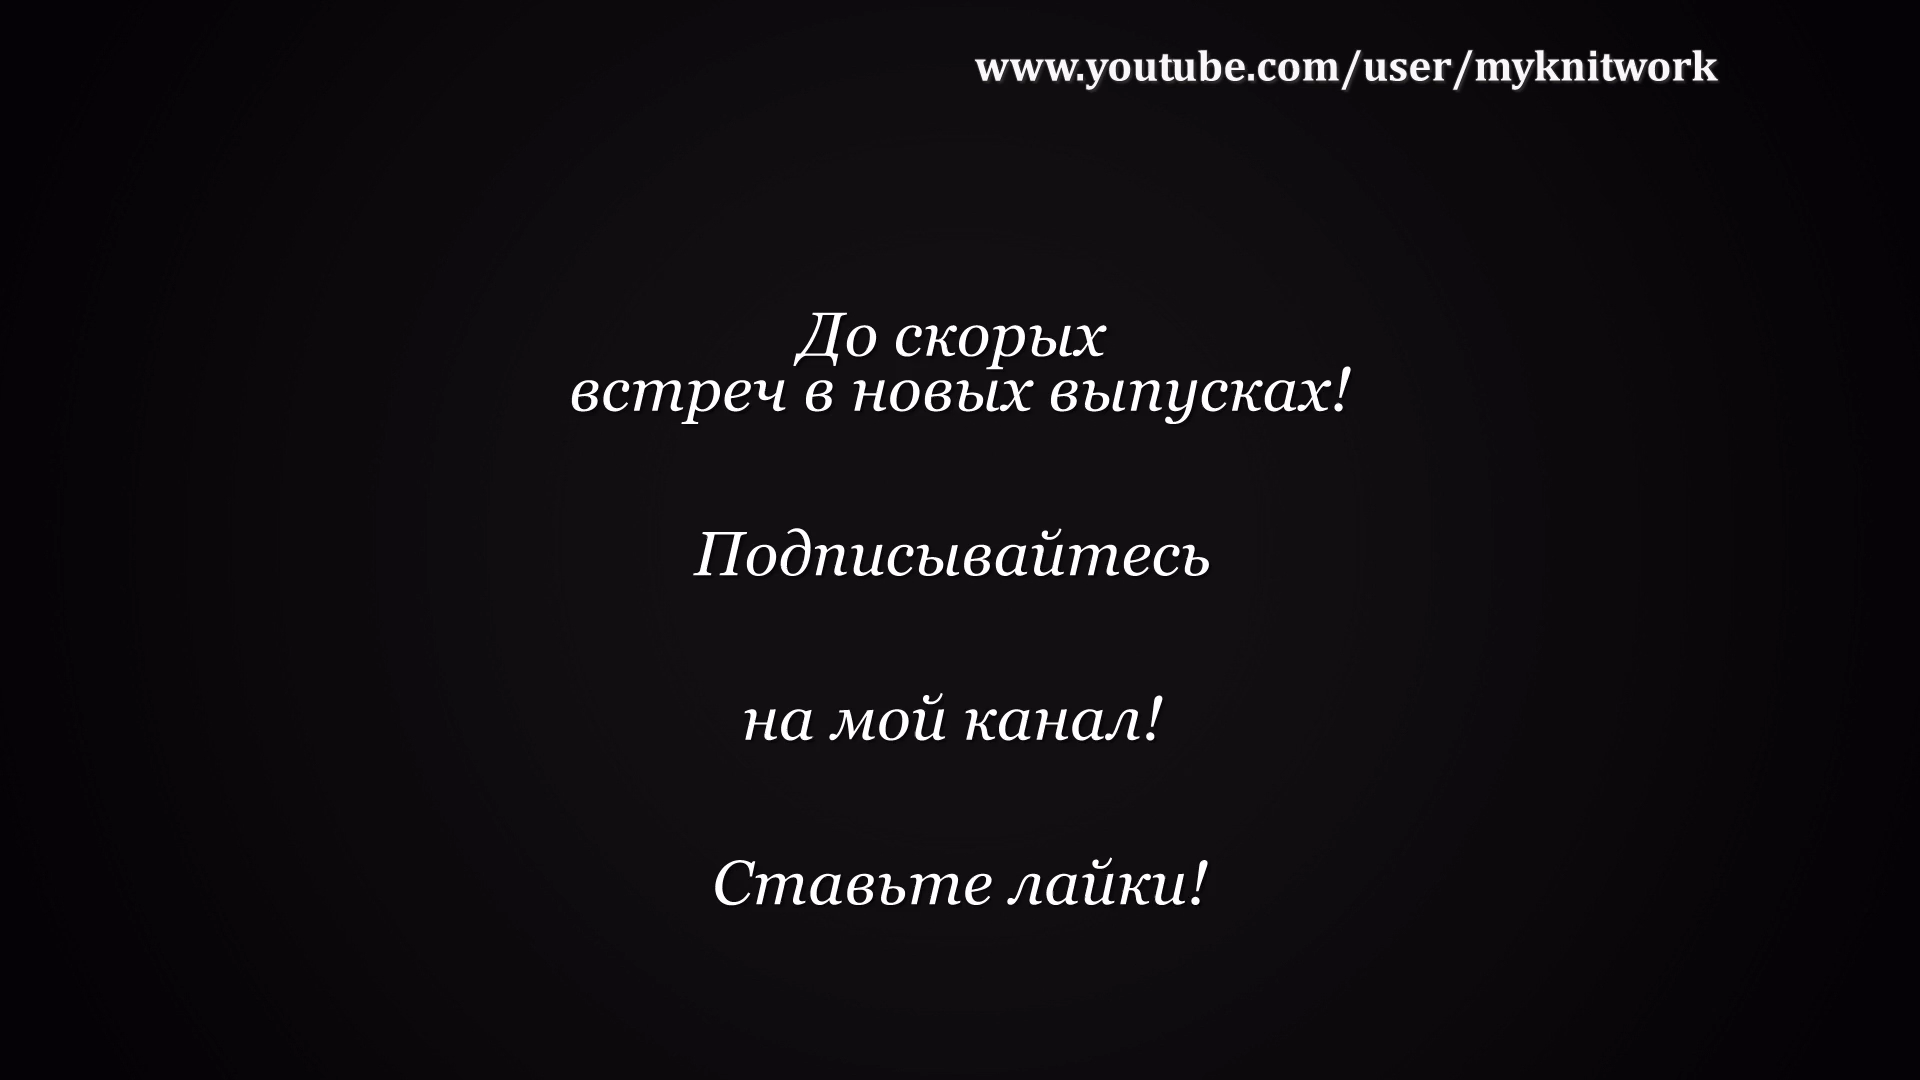 www.youtube.com/user/myknitwork
До скорых
встреч в новых выпусках!
Подписывайтесь
на мой канал!
Ставьте лайки!